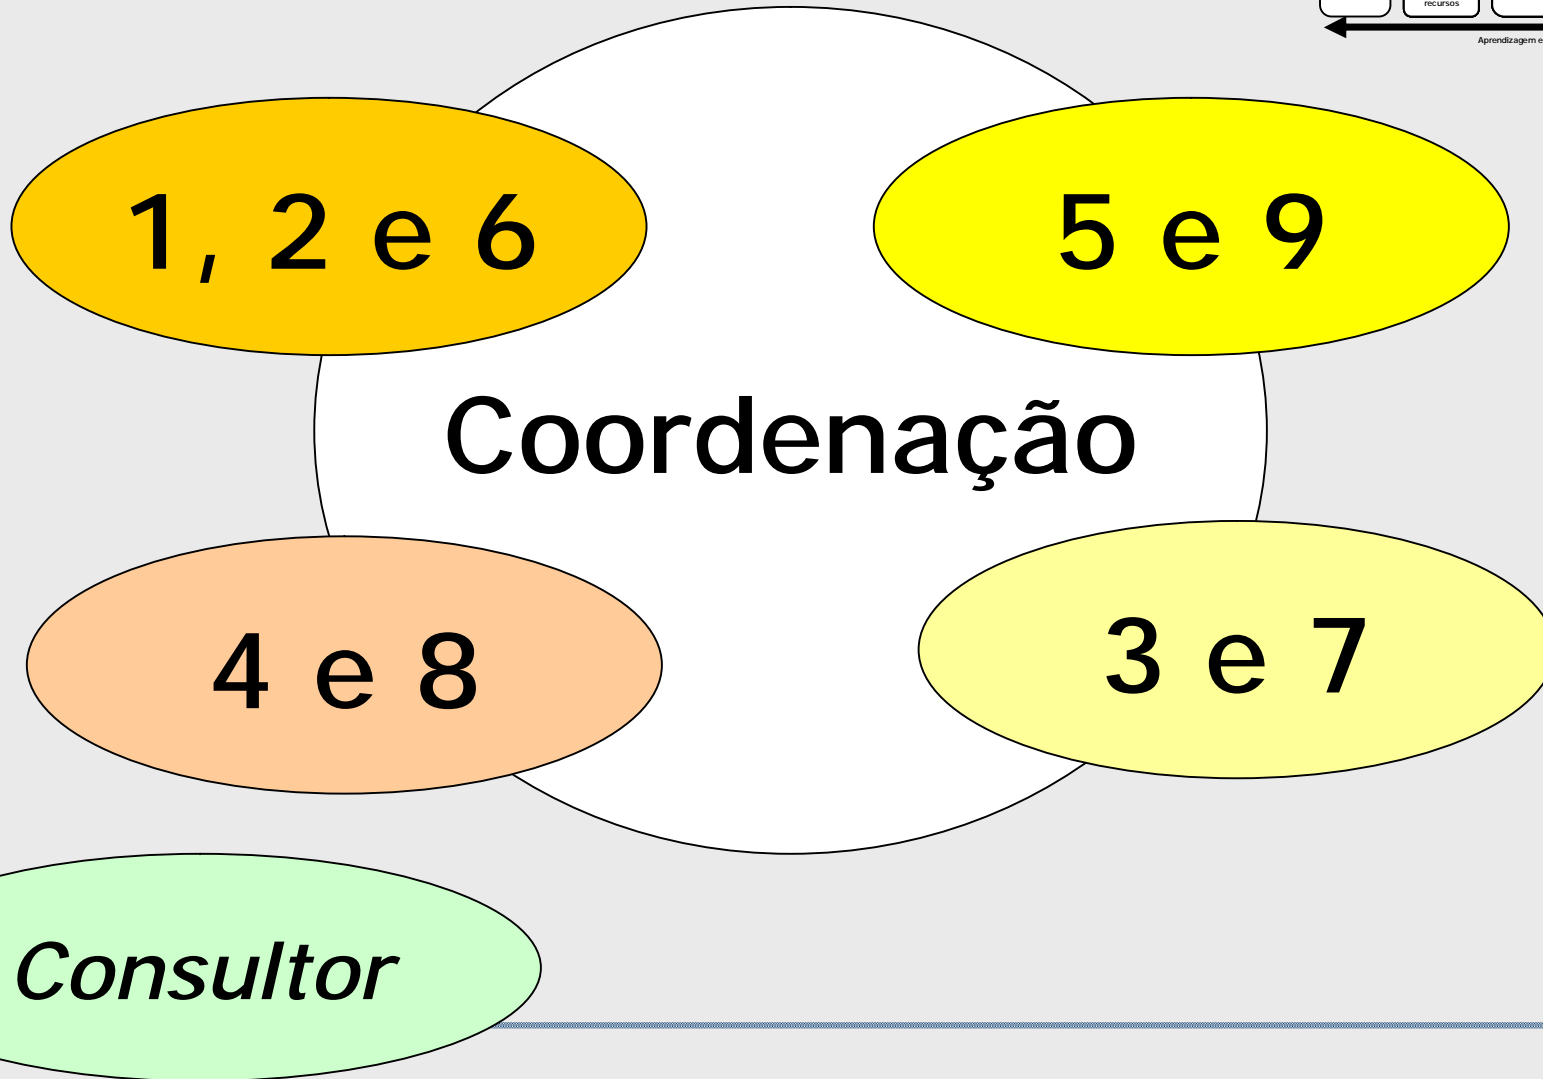 recursos
Aprendizagem e
1, 2 e 6
5 e 9
Coordenação
4 e 8
3 e 7
Consultor